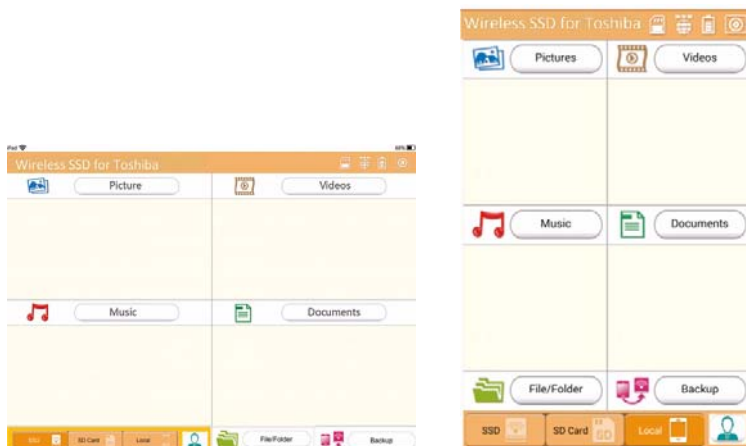 iPad
Wireless SSD for Toshiba
Picture
Videos
Music
Documents
SSD
SD Card
Local
File/Folder
Backup
Wireless SSD for Toshiba
Pictures
Videos
Music
Documents
File/Folder
Backup
SSD
SD Card
Local